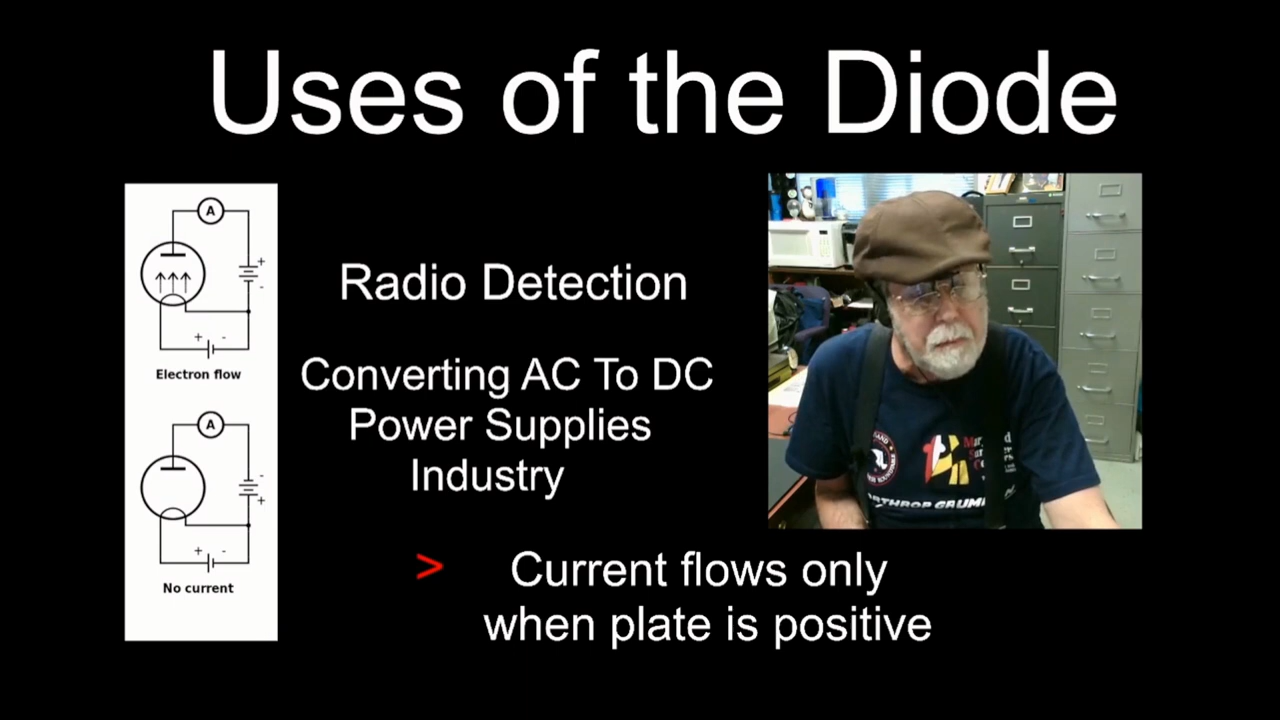 Uses of the Diode
A
+
-
+ -
Electron flow
A
-
+
+ -
No current
Radio Detection
Converting AC To DC
Power Supplies
Industry
> Current flows only
when plate is positive